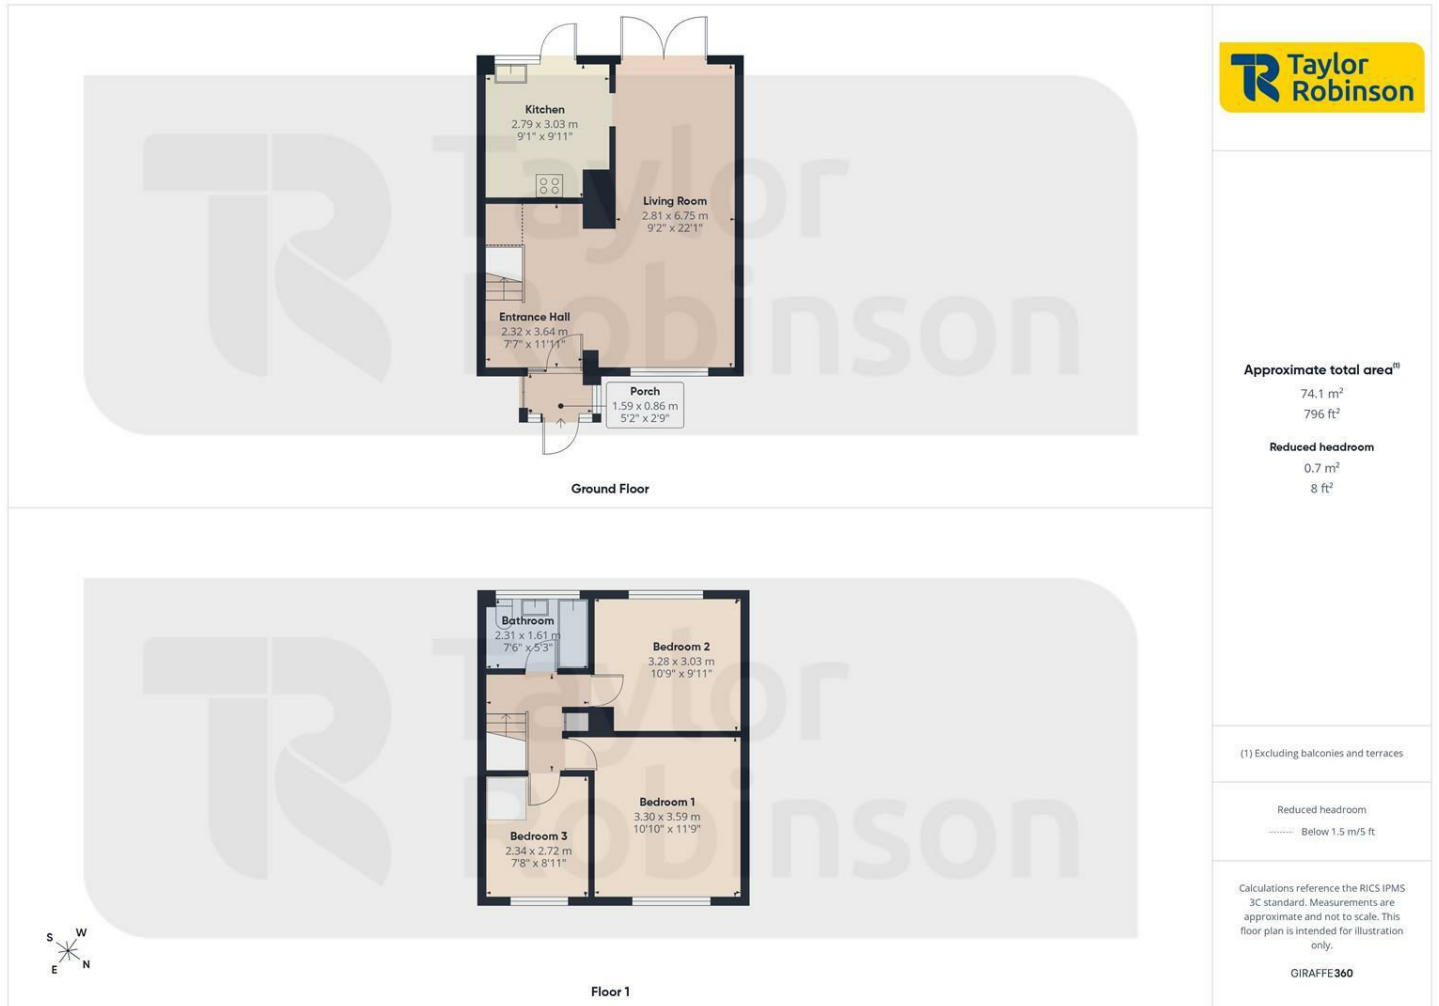 Taylor
Robinson
Kitchen
2.79 x 3.03 m
9'1" x 9'11"
Living Room
2.81 x 6.75 m
9'2" x 22'1"
Entrance Hall
2.32 x 3.64 m
7'7" x 11'11"
Porch
1.59 x 0.86 m
5'2" x 2'9"
Ground Floor
Taylor
Robinson
Approximate total area⁽¹⁾
74.1 m²
796 ft²
Reduced headroom
0.7 m²
8 ft²
Taylor
Robinson
Bathroom
2.31 x 1.61 m
7'6" x 5'3"
Bedroom 2
3.28 x 3.03 m
10'9" x 9'11"
Bedroom 1
3.30 x 3.59 m
10'10" x 11'9"
Bedroom 3
2.34 x 2.72 m
7'8" x 8'11"
S W
E N
Floor 1
(1) Excluding balconies and terraces
Reduced headroom
Below 1.5 m/5 ft
Calculations reference the RICS IPMS
3C standard. Measurements are
approximate and not to scale. This
floor plan is intended for illustration
only.
GIRAFFE360